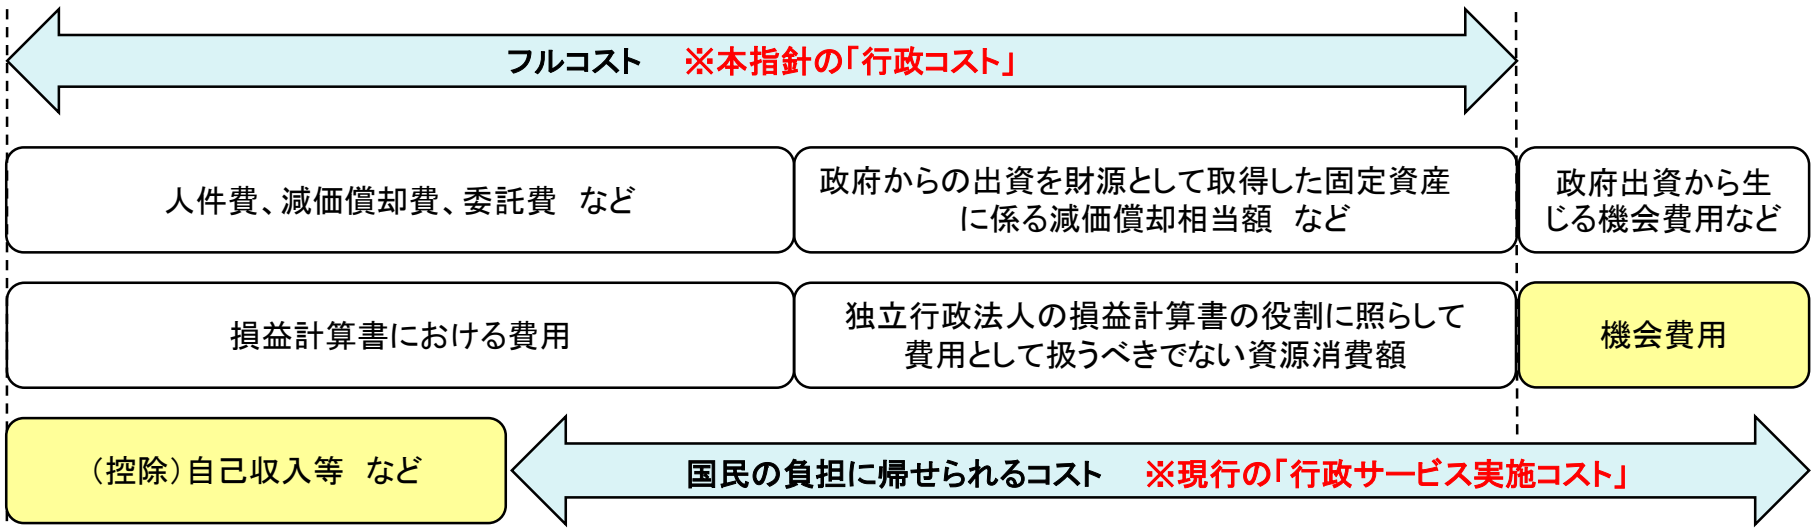 フルコスト　※本指針の「行政コスト」
人件費、減価償却費、委託費　など
政府からの出資を財源として取得した固定資産
に係る減価償却相当額　など
政府出資から生
じる機会費用など
損益計算書における費用
独立行政法人の損益計算書の役割に照らして
費用として扱うべきでない資源消費額
機会費用
（控除）自己収入等　など
国民の負担に帰せられるコスト　※現行の「行政サービス実施コスト」